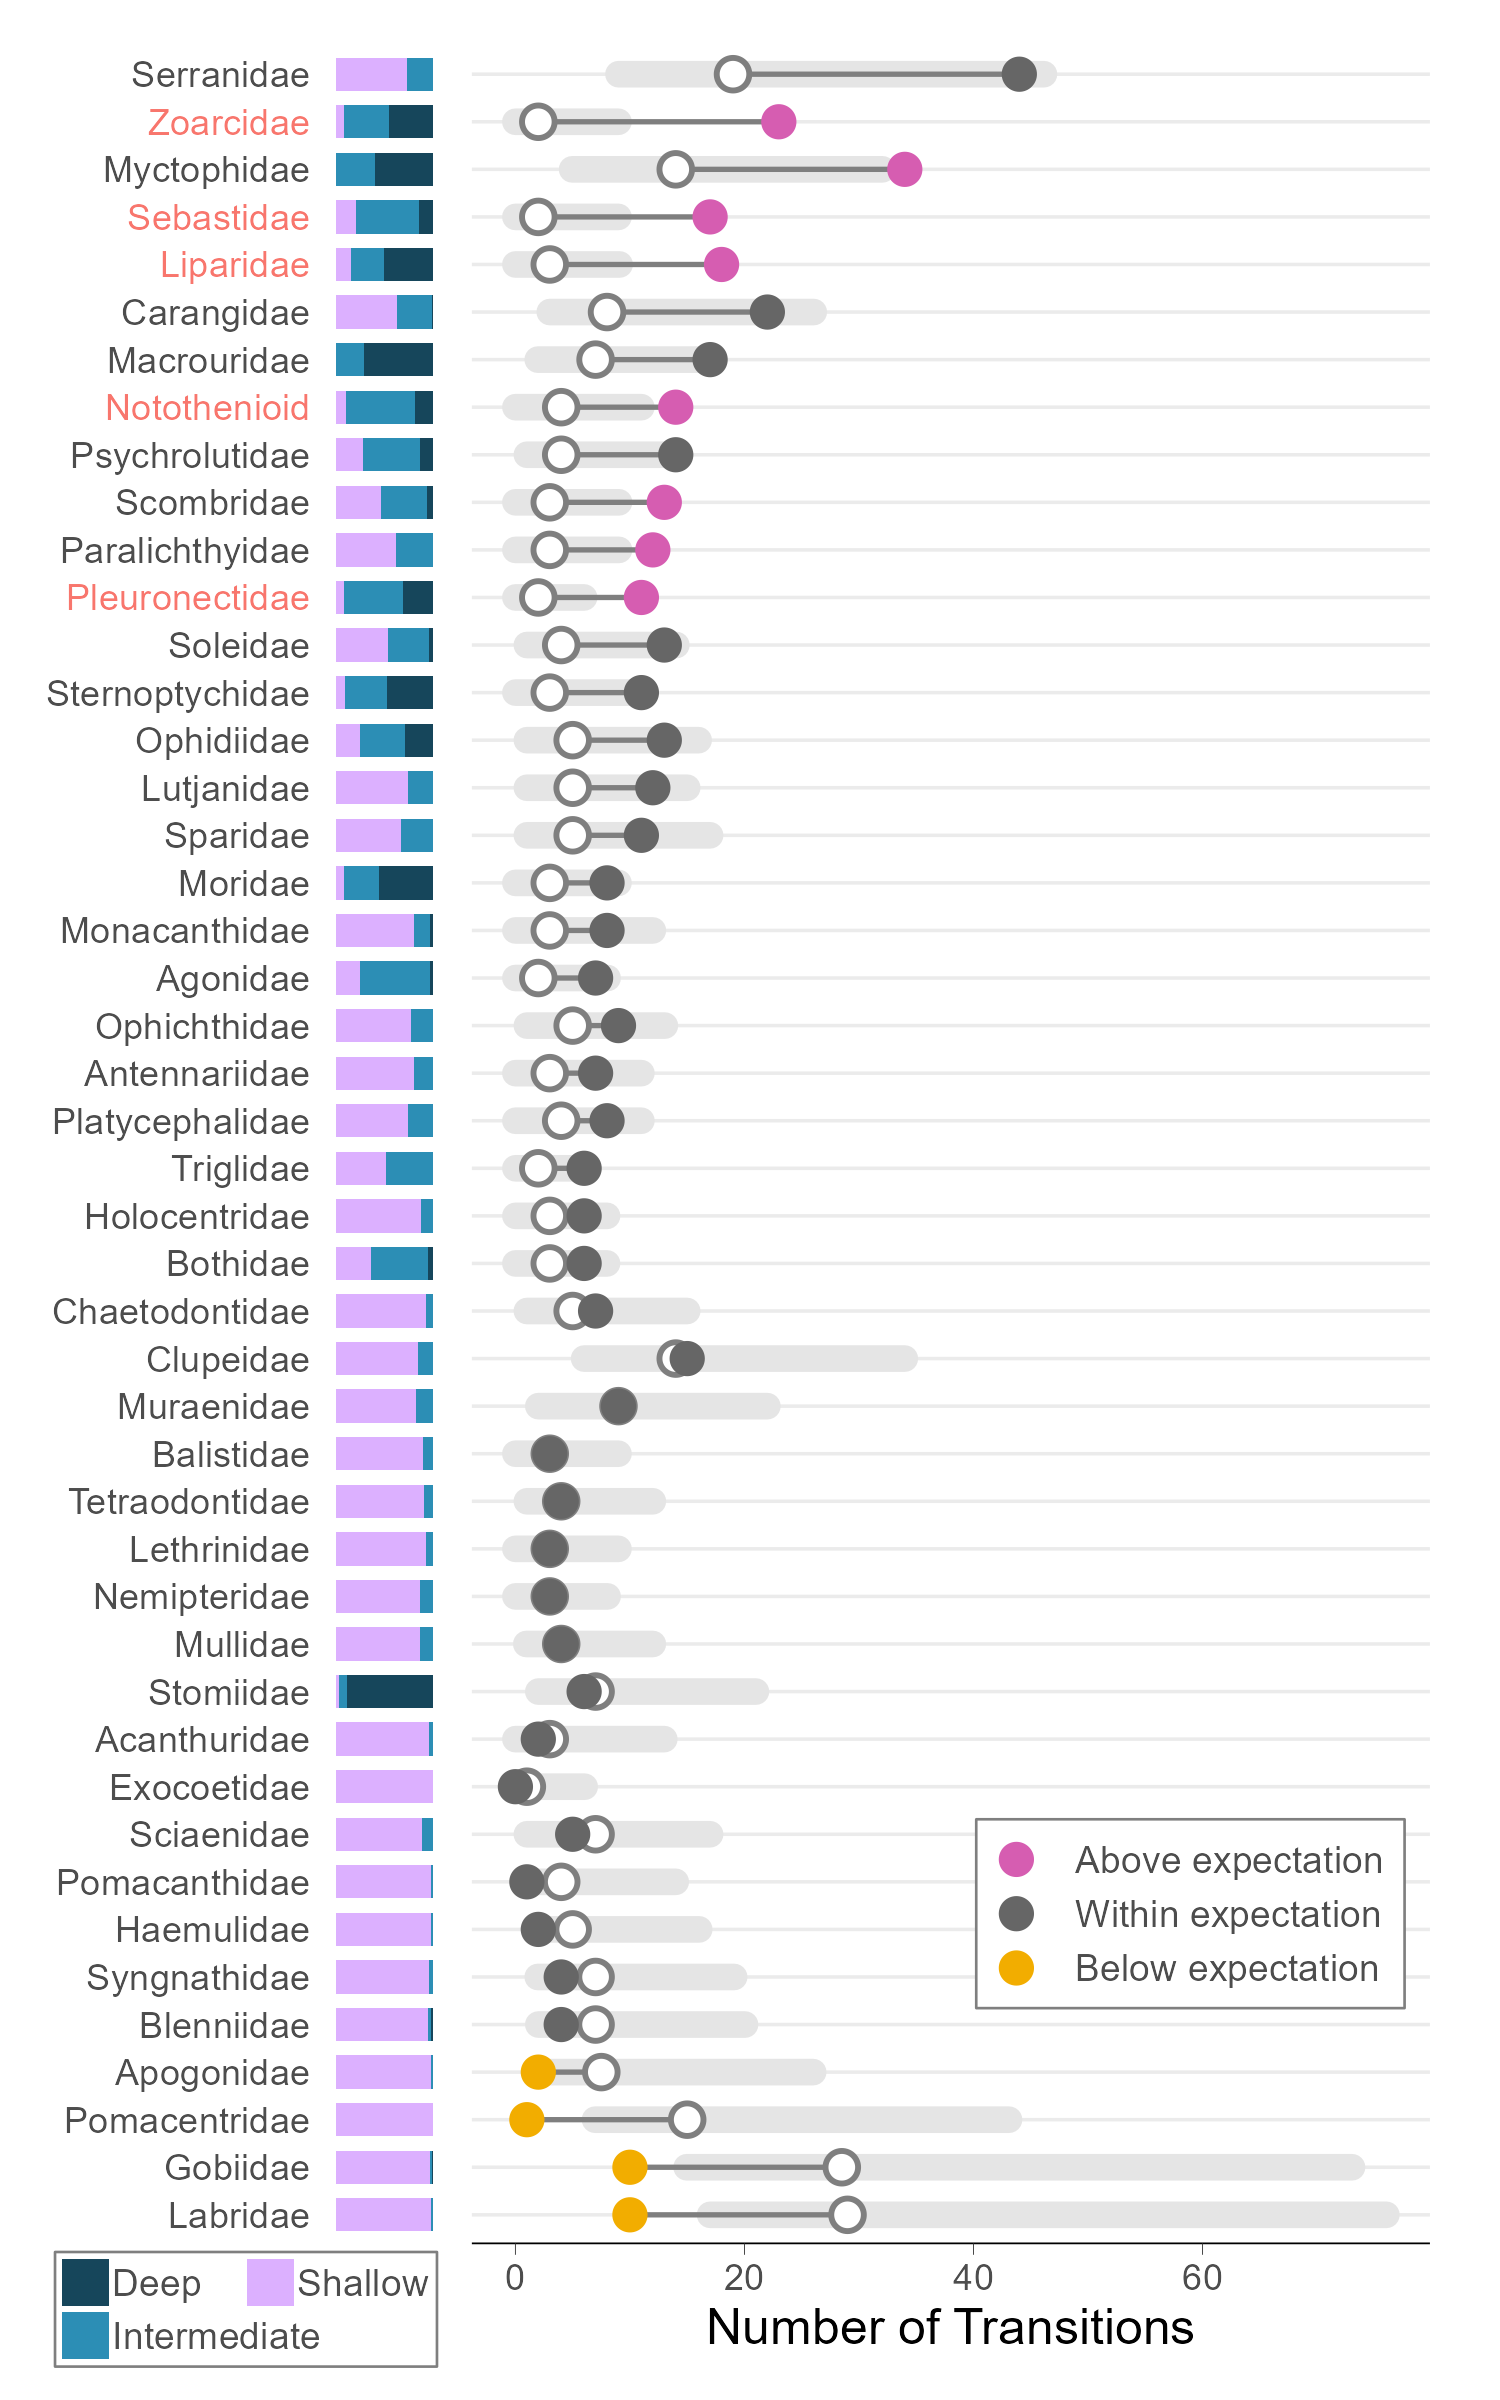 Serranidae
Zoarcidae
Myctophidae
Sebastidae
Liparidae
Carangidae
Macrouridae
Notothenioid
Psychrolutidae
Scombridae
Paralichthyidae
Pleuronectidae
Soleidae
Sternoptychidae
Ophidiidae
Lutjanidae
Sparidae
Moridae
Monacanthidae
Agonidae
Ophichthidae
Antennariidae
Platycephalidae
Triglidae
Holocentridae
Bothidae
Chaetodontidae
Clupeidae
Muraenidae
Balistidae
Tetraodontidae
Lethrinidae
Nemipteridae
Mullidae
Stomiidae
Acanthuridae
Exocoetidae
Sciaenidae
Pomacanthidae
Haemulidae
Syngnathidae
Blenniidae
Apogonidae
Pomacentridae
Gobiidae
Labridae
Above expectation
Within expectation
Below expectation
0 20 40 60
Number of Transitions
Deep Shallow
Intermediate